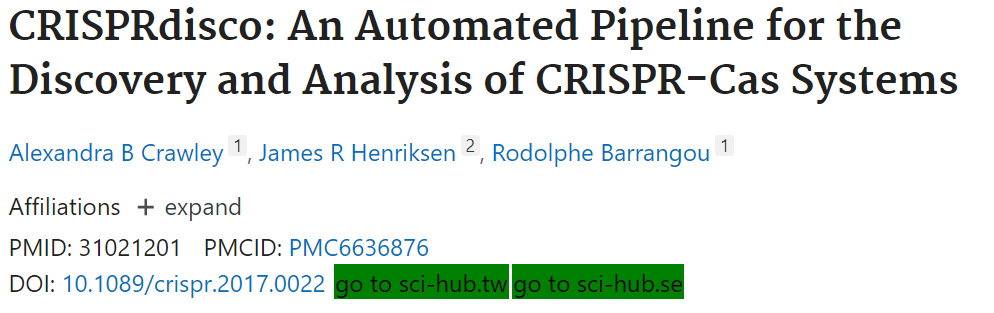 CRISPRdisco: An Automated Pipeline for the
Discovery and Analysis of CRISPR-Cas Systems
Alexandra B Crawley 1, James R Henriksen 2, Rodolphe Barrangou 1
Affiliations + expand
PMID: 31021201 PMCID: PMC6636876
DOI: 10.1089/crispr.2017.0022 go to sci-hub.tw go to sci-hub.se